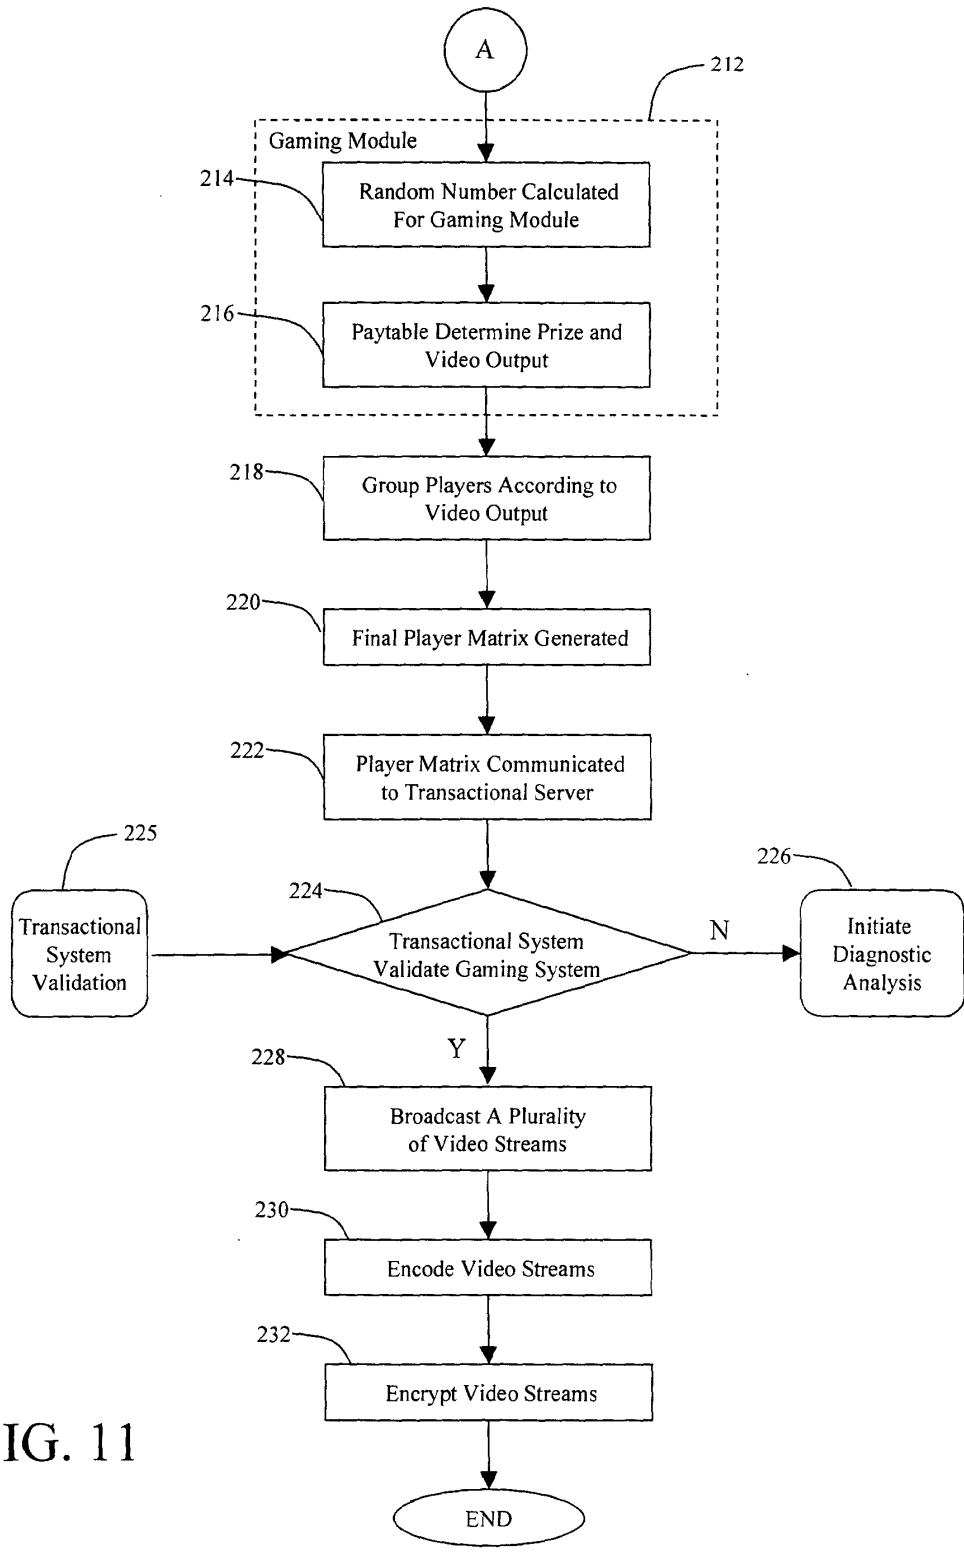 A
212
Gaming Module
214
Random Number Calculated
For Gaming Module
216
Paytable Determine Prize and
Video Output
218
Group Players According to
Video Output
220
Final Player Matrix Generated
222
Player Matrix Communicated
to Transactional Server
225
Transactional
System
Validation
224
Transactional System
Validate Gaming System
N
226
Initiate
Diagnostic
Analysis
Y
228
Broadcast A Plurality
of Video Streams
230
Encode Video Streams
232
Encrypt Video Streams
IG. 11
END